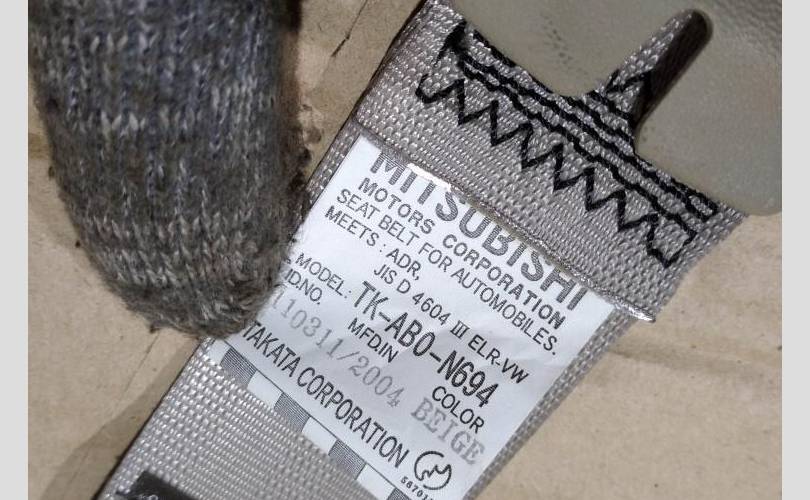 MITSUBISHI
MOTORS CORPORATION
SEAT BELT FOR AUTOMOBILES.
MEETS: ADR,
JIS D 4604 III ELR-VW
MODEL: TK-AB0-N694
ID.NO. MFD.IN COLOR
110311/2004 BEIGE
TAKATA CORPORATION